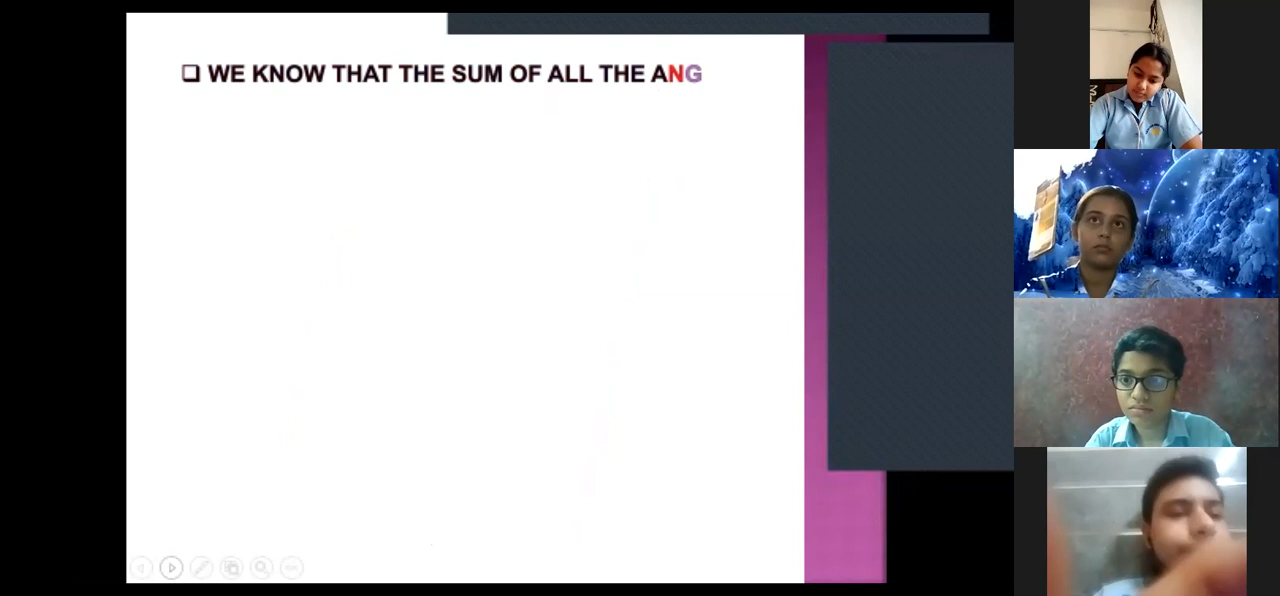 ❑ WE KNOW THAT THE SUM OF ALL THE ANG